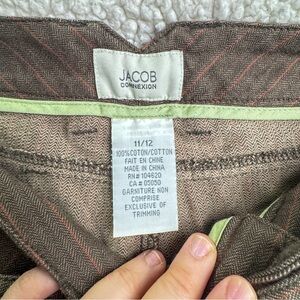 JACOB
CONNEXION
11/12
100%COTON/COTTON
FAIT EN CHINE
MADE IN CHINA
RN# 104620
CA # 05050
GARNITURE NON
COMPRISE
EXCLUSIVE OF
TRIMMING